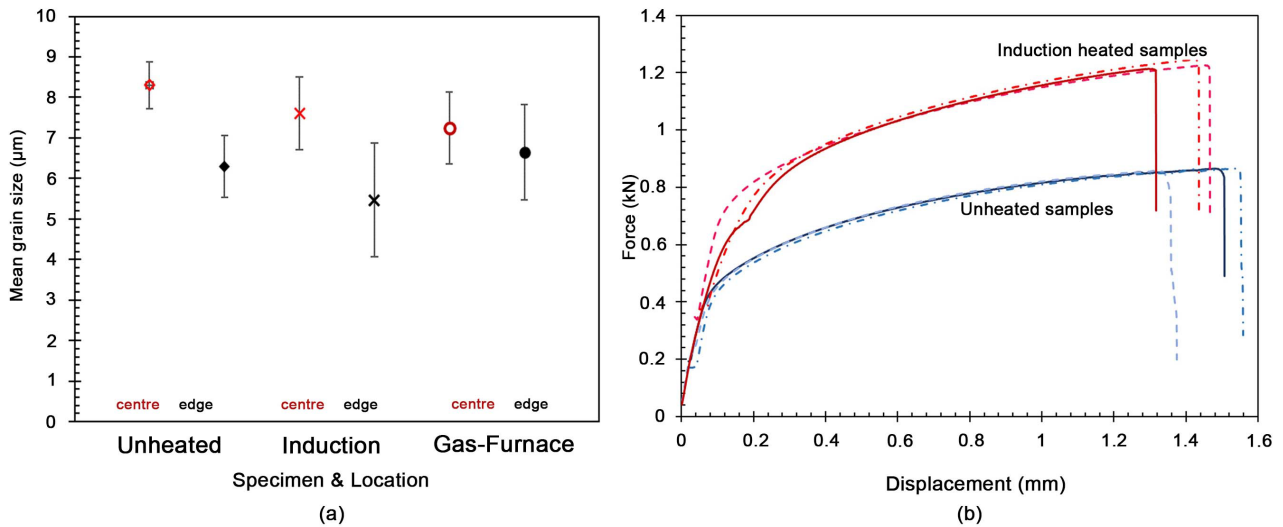 10
9
8
7
6
5
4
3
2
1
0
Mean grain size (µm)
centre edge centre edge centre edge
Unheated Induction Gas-Furnace
Specimen & Location
(a)
1.4
1.2
1
0.8
0.6
0.4
0.2
0
Force (kN)
Induction heated samples
Unheated samples
0 0.2 0.4 0.6 0.8 1 1.2 1.4 1.6
Displacement (mm)
(b)